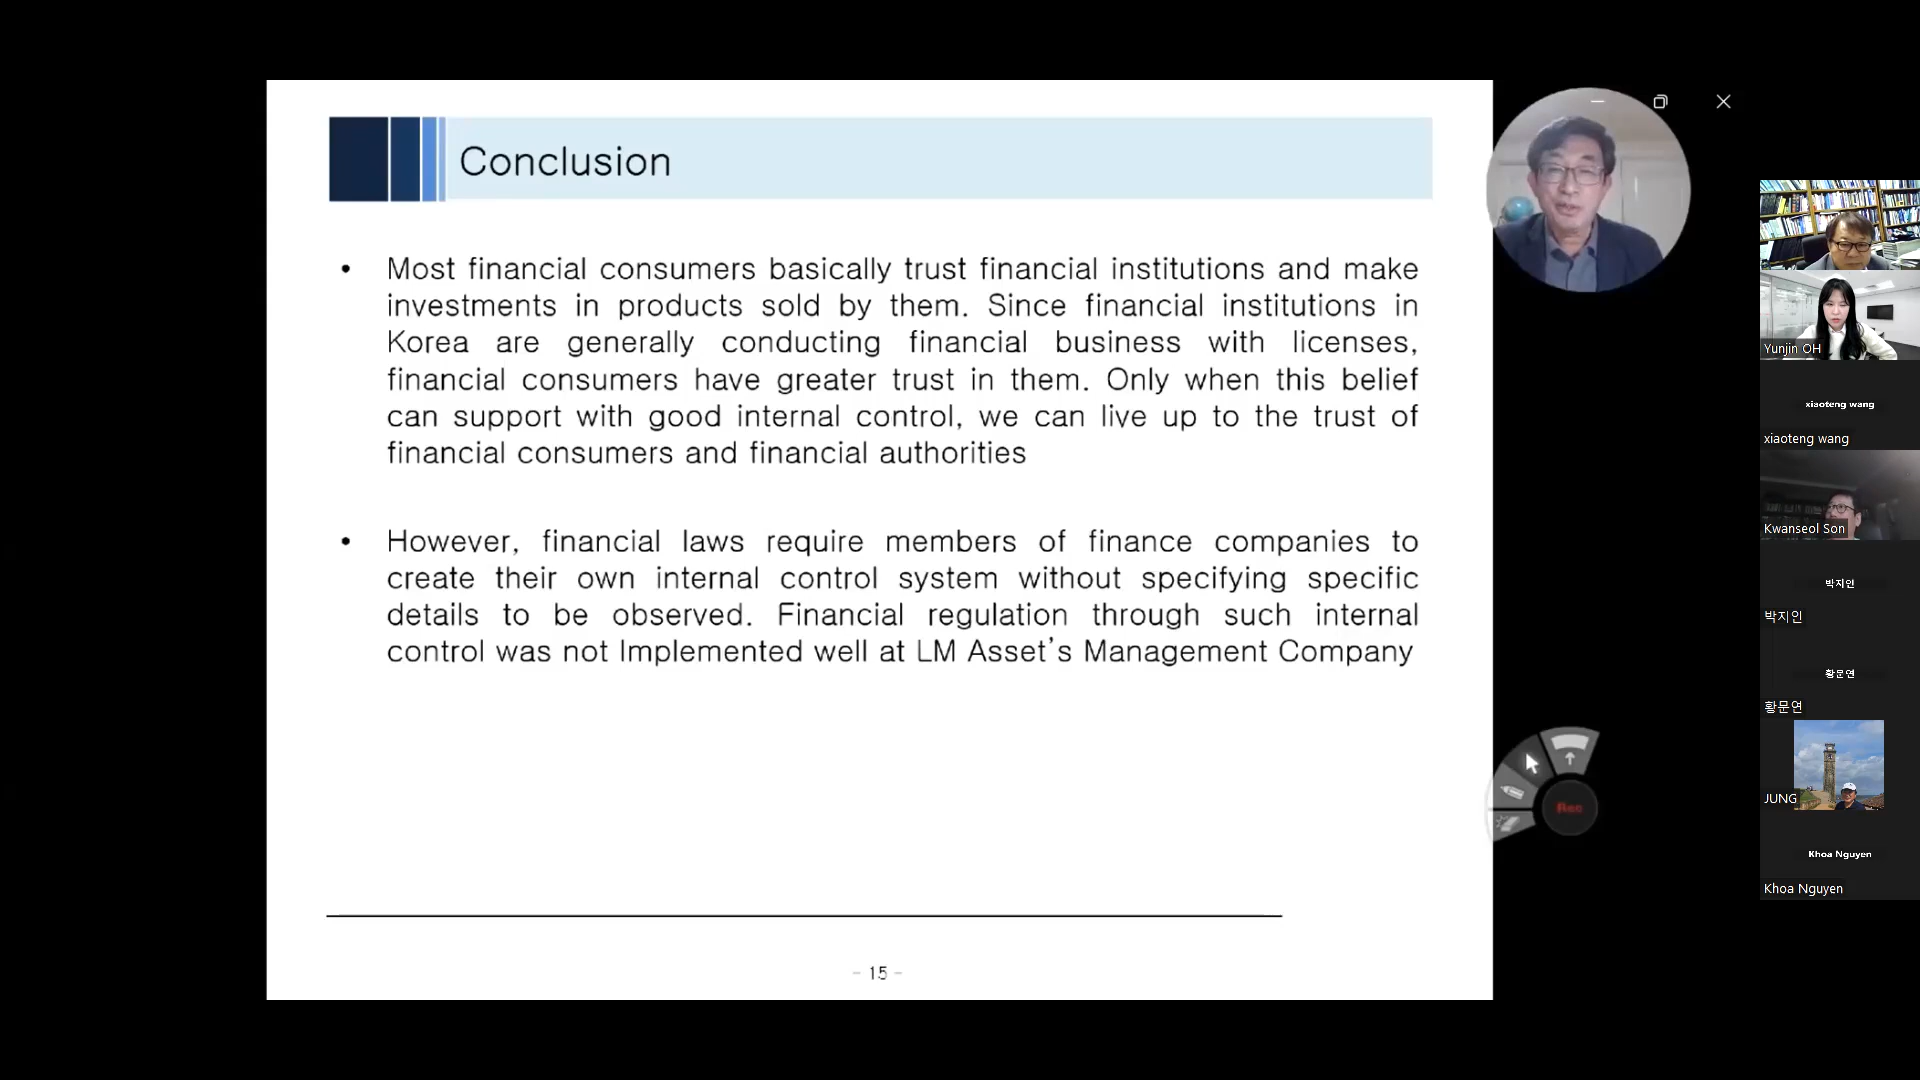 Conclusion
• Most financial consumers basically trust financial institutions and make
investments in products sold by them. Since financial institutions in
Korea are generally conducting financial business with licenses,
financial consumers have greater trust in them. Only when this belief
can support with good internal control, we can live up to the trust of
financial consumers and financial authorities
• However, financial laws require members of finance companies to
create their own internal control system without specifying specific
details to be observed. Financial regulation through such internal
control was not Implemented well at LM Asset's Management Company
- 15 -
Rec
Yunjin OH
xiaoteng wang
xiaoteng wang
Kwanseol Son
박지인
박지인
황문연
황문연
JUNG
Khoa Nguyen
Khoa Nguyen